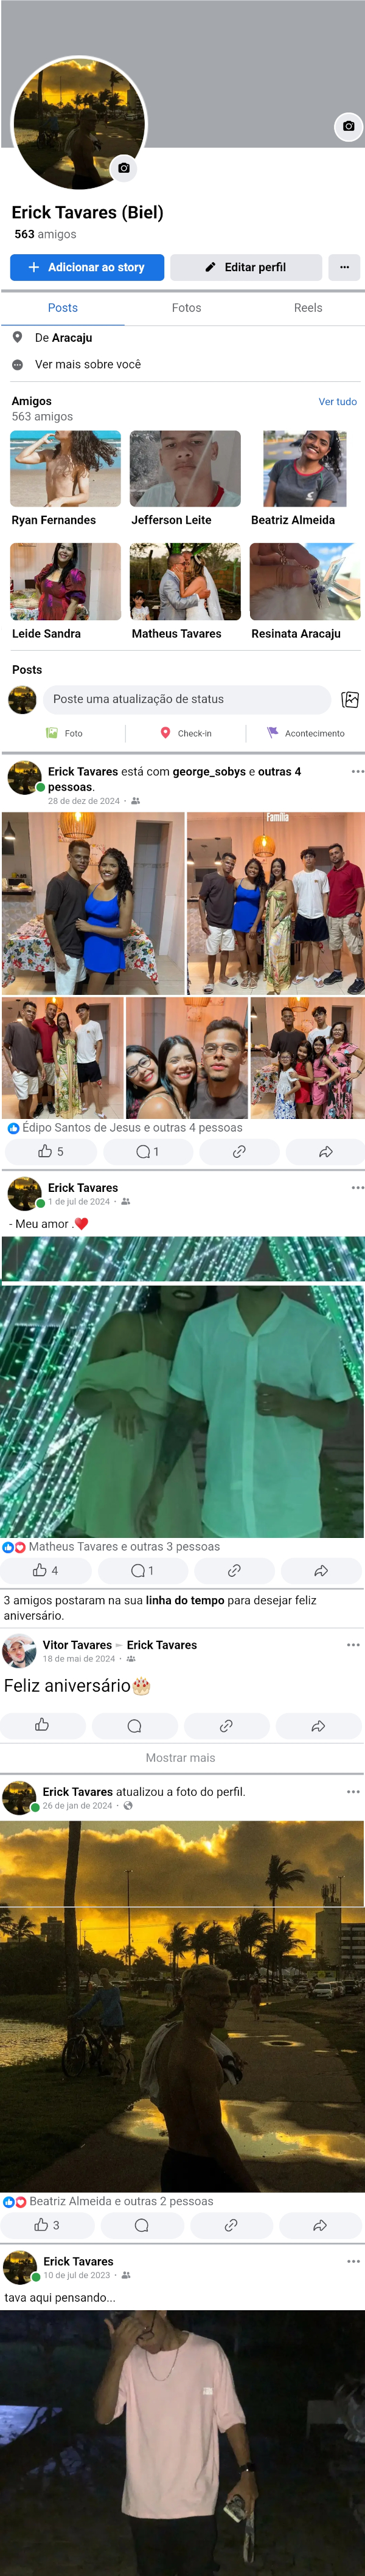 Erick Tavares (Biel)
563 amigos
Adicionar ao story
Editar perfil
Posts
Fotos
Reels
De Aracaju
Ver mais sobre você
Amigos
Ver tudo
563 amigos
Ryan Fernandes
Jefferson Leite
Beatriz Almeida
Leide Sandra
Matheus Tavares
Resinata Aracaju
Posts
Poste uma atualização de status
Foto
Check-in
Acontecimento
Erick Tavares está com george_sobys e outras 4
pessoas.
28 de dez de 2024
Família
Édipo Santos de Jesus e outras 4 pessoas
5
1
Erick Tavares
1 de jul de 2024
- Meu amor .❤️
Matheus Tavares e outras 3 pessoas
4
1
3 amigos postaram na sua linha do tempo para desejar feliz
aniversário.
Vitor Tavares ▸ Erick Tavares
18 de mai de 2024
Feliz aniversário🎂
Mostrar mais
Erick Tavares atualizou a foto do perfil.
26 de jan de 2024
Beatriz Almeida e outras 2 pessoas
3
Erick Tavares
10 de jul de 2023
tava aqui pensando...